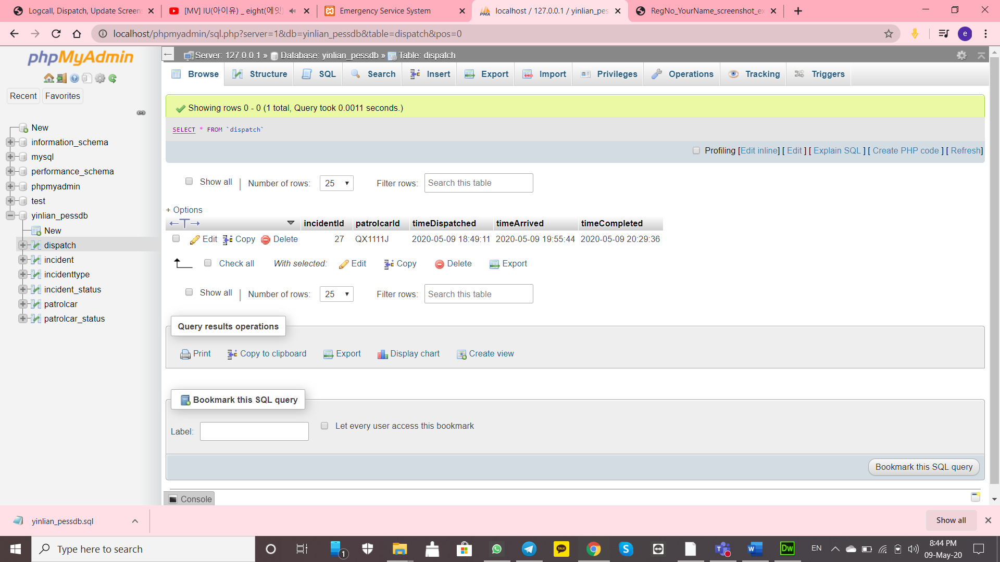 Logcall, Dispatch, Update Screen
[MV] IU(아이유) _ eight(에잇)
Emergency Service System
localhost / 127.0.0.1 / yinlian_pes
RegNo_YourName_screenshot_ex
localhost/phpmyadmin/sql.php?server=1&db=yinlian_pessdb&table=dispatch&pos=0
e
phpMyAdmin
Recent
Favorites
New
information_schema
mysql
performance_schema
phpmyadmin
test
yinlian_pessdb
New
dispatch
incident
incidenttype
incident_status
patrolcar
patrolcar_status
Server: 127.0.0.1 » Database: yinlian_pessdb » Table: dispatch
Browse Structure SQL Search Insert Export Import Privileges Operations Tracking Triggers
Showing rows 0 - 0 (1 total, Query took 0.0011 seconds.)
SELECT * FROM `dispatch`
Profiling [Edit inline] [ Edit ] [ Explain SQL ] [ Create PHP code ] [ Refresh]
Show all | Number of rows: 25 Filter rows: Search this table
+ Options
←T→ incidentId patrolcarId timeDispatched timeArrived timeCompleted
Edit Copy Delete 27 QX1111J 2020-05-09 18:49:11 2020-05-09 19:55:44 2020-05-09 20:29:36
Check all With selected: Edit Copy Delete Export
Show all | Number of rows: 25 Filter rows: Search this table
Query results operations
Print Copy to clipboard Export Display chart Create view
Bookmark this SQL query
Label: Let every user access this bookmark
Bookmark this SQL query
Console
yinlian_pessdb.sql
Show all
Type here to search
1
TALK
W
Dw
EN
8:44 PM
09-May-20